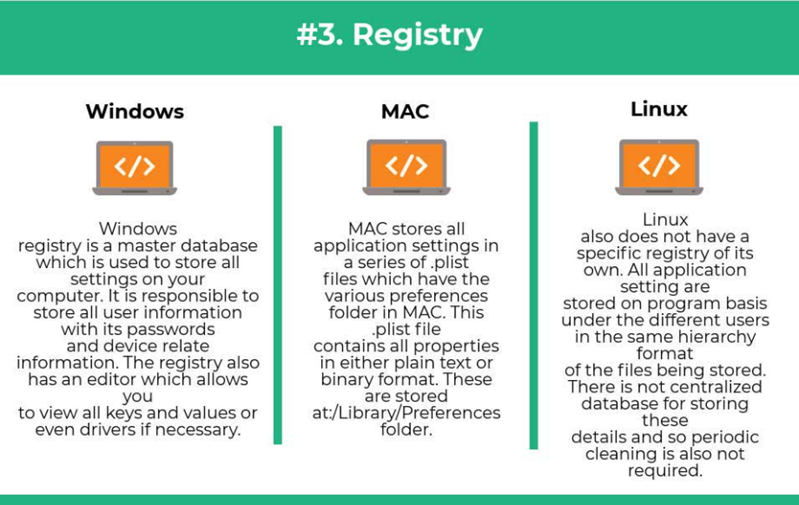 #3. Registry
Windows
</>
Windows
registry is a master database
which is used to store all
settings on your
computer. It is responsible to
store all user information
with its passwords
and device relate
information. The registry also
has an editor which allows
you
to view all keys and values or
even drivers if necessary.
MAC
</>
MAC stores all
application settings in
a series of .plist
files which have the
various preferences
folder in MAC. This
.plist file
contains all properties
in either plain text or
binary format. These
are stored
at:/Library/Preferences
folder.
Linux
</>
Linux
also does not have a
specific registry of its
own. All application
setting are
stored on program basis
under the different users
in the same hierarchy
format
of the files being stored.
There is not centralized
database for storing
these
details and so periodic
cleaning is also not
required.